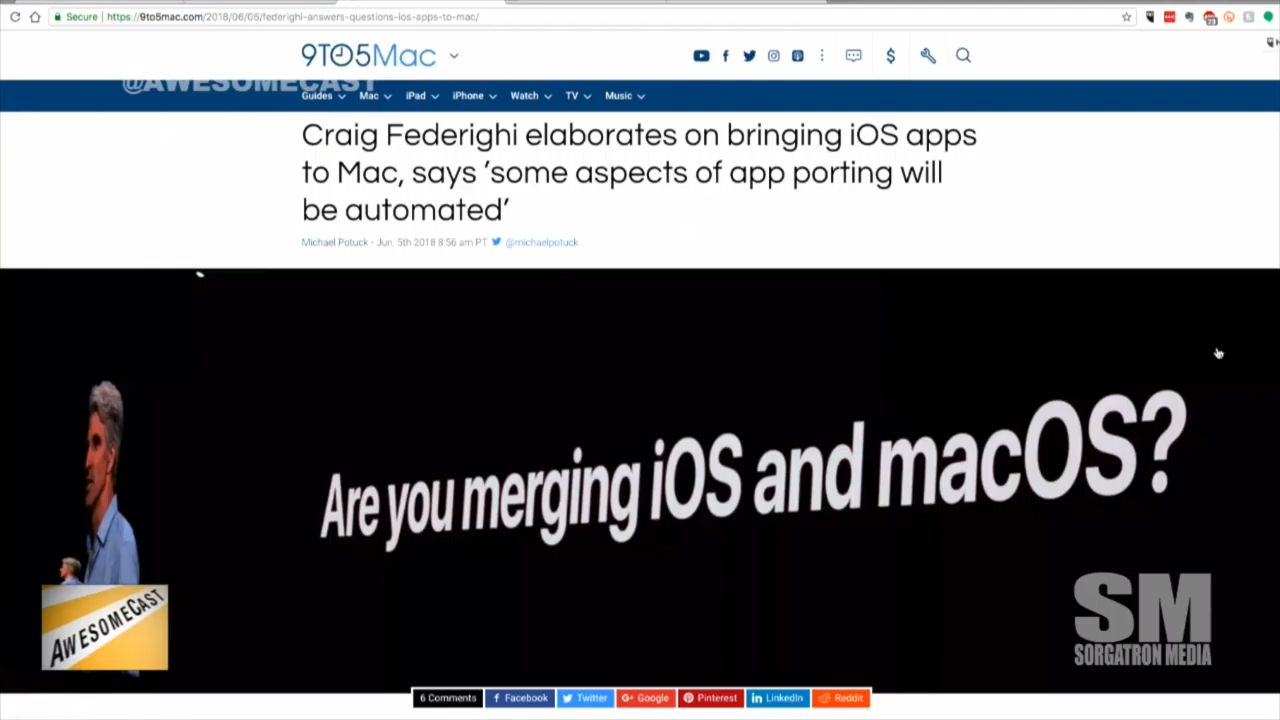 Secure https://9to5mac.com/2018/06/05/federighi-answers-questions-ios-apps-to-mac/
9TO5Mac
@AWESOMECAST
Guides Mac iPad iPhone Watch TV Music
Craig Federighi elaborates on bringing iOS apps
to Mac, says ’some aspects of app porting will
be automated’
Michael Potuck - Jun. 5th 2018 8:56 am PT @michaelpotuck
Are you merging iOS and macOS?
AWESOMECAST
SM
SORGATRON MEDIA
6 Comments Facebook Twitter G+ Google Pinterest LinkedIn Reddit